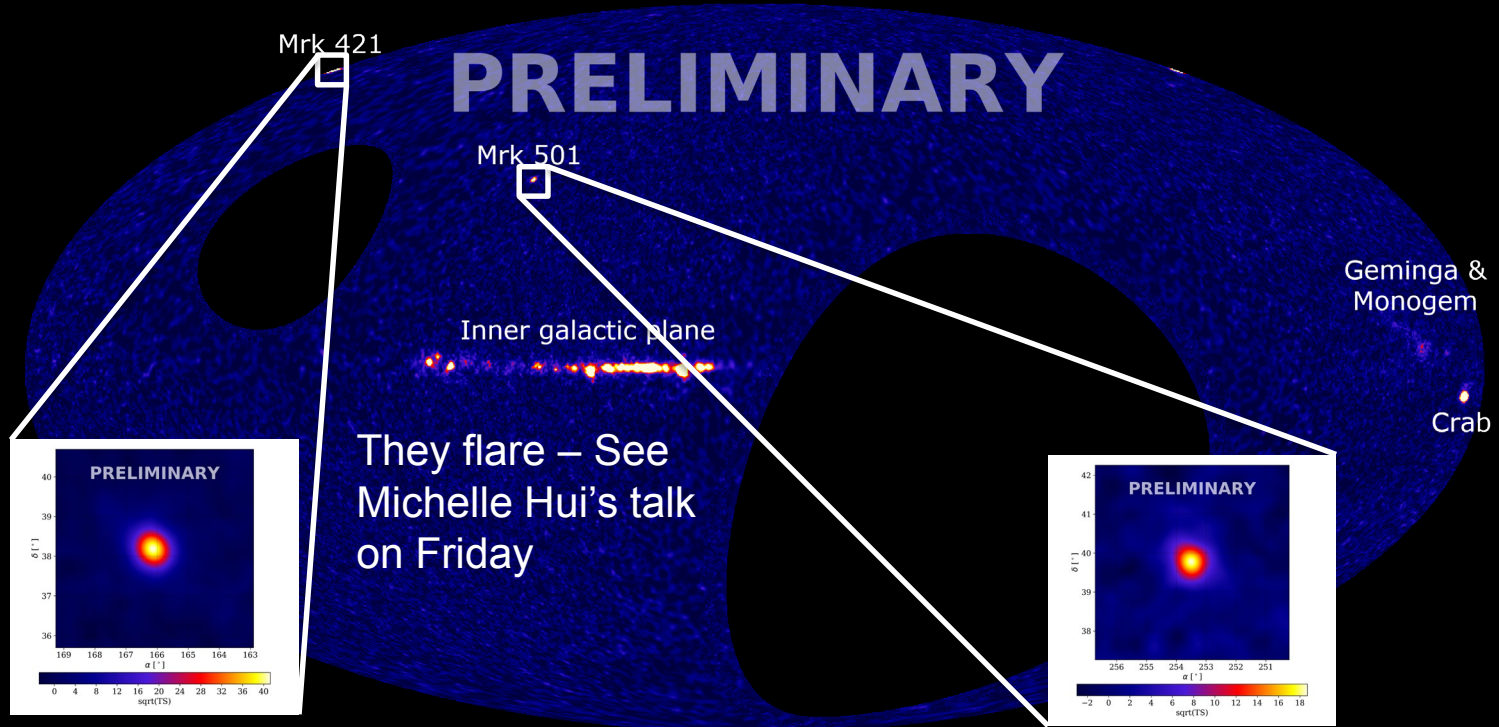 Mrk 421
PRELIMINARY
Mrk 501
Geminga &
Monogem
Inner galactic plane
Crab
They flare – See
Michelle Hui's talk
on Friday
PRELIMINARY
40
39
38
37
36
δ [°]
169 168 167 166 165 164 163
α [°]
0 4 8 12 16 20 24 28 32 36 40
sqrt(TS)
PRELIMINARY
42
41
40
39
38
δ [°]
256 255 254 253 252 251
α [°]
−2 0 2 4 6 8 10 12 14 16 18
sqrt(TS)